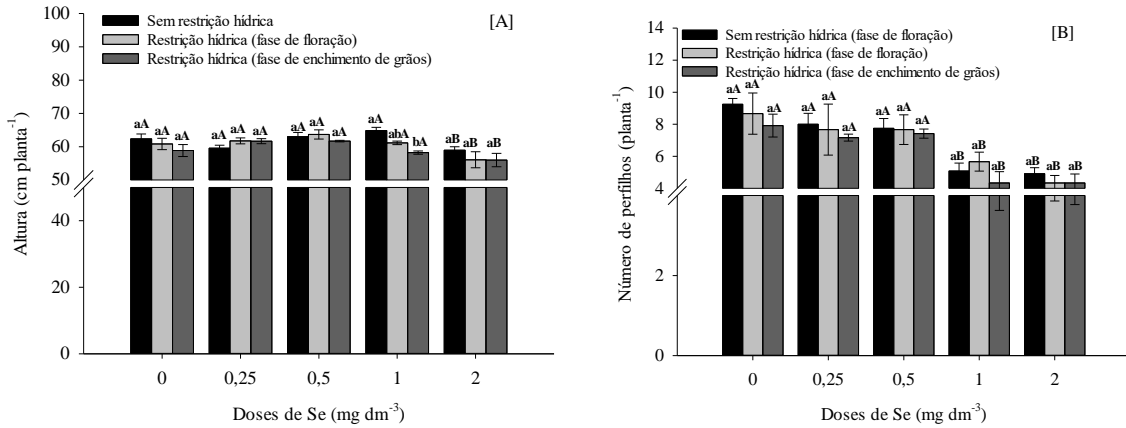 [A]
Sem restrição hídrica
Restrição hídrica (fase de floração)
Restrição hídrica (fase de enchimento de grãos)
100
90
80
70
60
50
40
20
0
Altura (cm planta-1)
aA aA aA
aA aA aA
aA aA aA
aA abA bA
aB aB aB
0 0,25 0,5 1 2
Doses de Se (mg dm-3)
[B]
Sem restrição hídrica (fase de floração)
Restrição hídrica (fase de floração)
Restrição hídrica (fase de enchimento de grãos)
14
12
10
8
6
4
2
0
Número de perfilhos (planta-1)
aA aA aA
aA aA aA
aA aA aA
aB aB aB
aB aB aB
0 0,25 0,5 1 2
Doses de Se (mg dm-3)